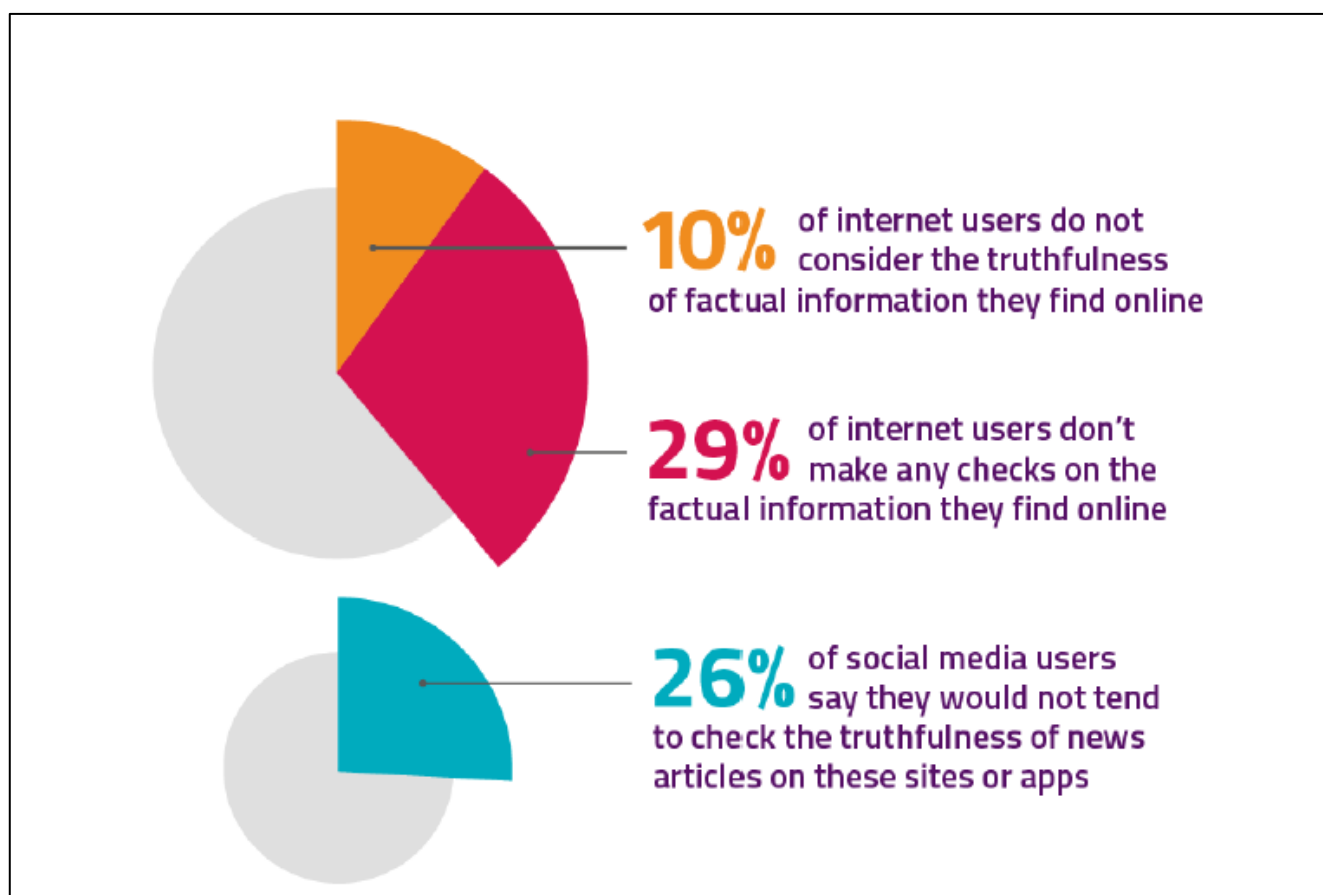 10% of internet users do not
consider the truthfulness
of factual information they find online
29% of internet users don't
make any checks on the
factual information they find online
26% of social media users
say they would not tend
to check the truthfulness of news
articles on these sites or apps